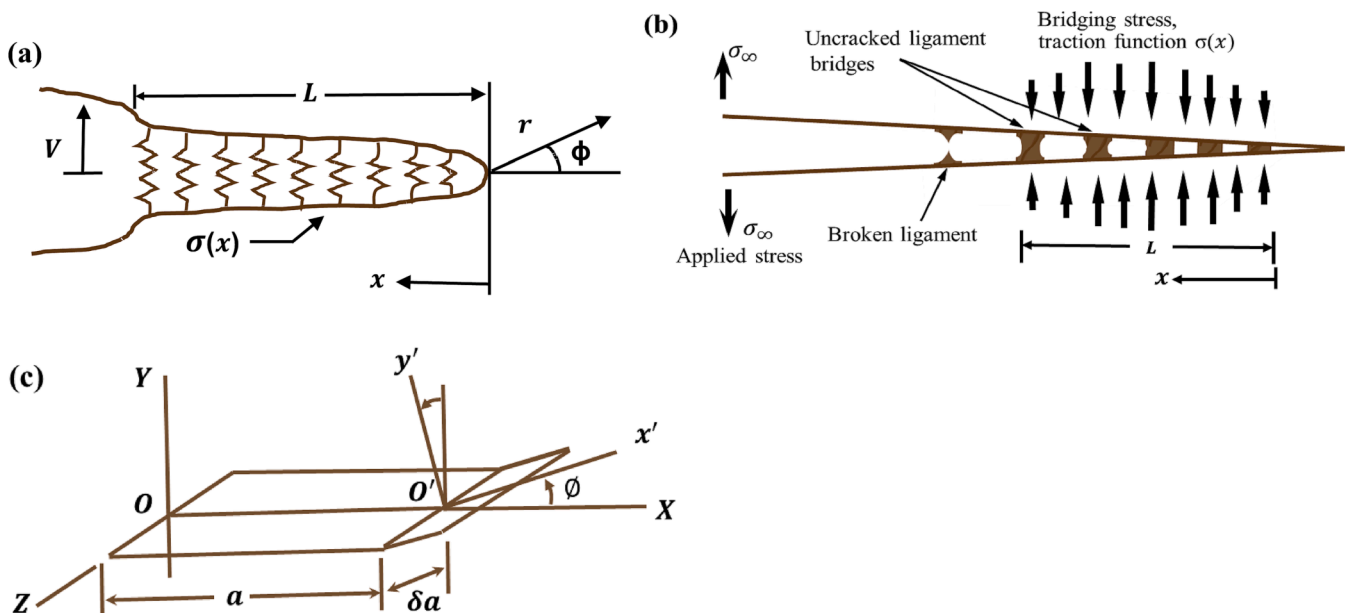 (a)
L
r
V
ϕ
σ(x)
x
(b)
σ∞
Uncracked ligament
bridges
Bridging stress,
traction function σ(x)
σ∞
Applied stress
Broken ligament
L
x
(c)
Y
y′
x′
O
O′
∅
X
Z
a
δa